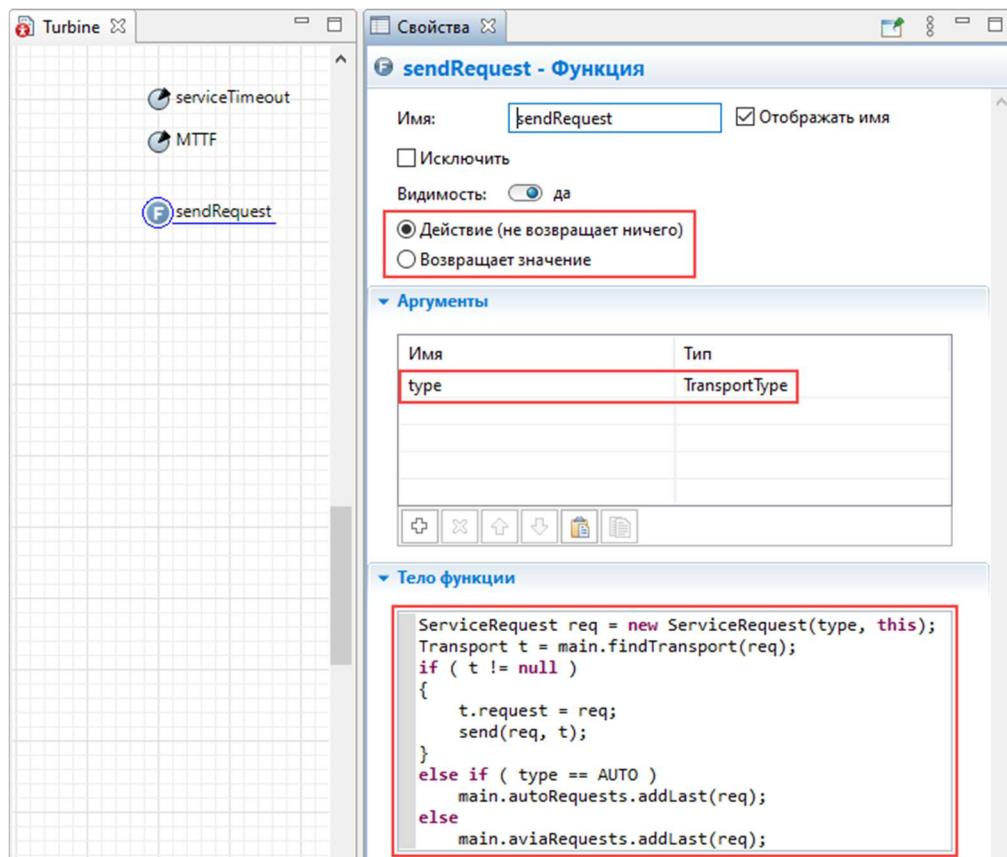 Turbine
serviceTimeout
MTTF
sendRequest
Свойства
sendRequest - Функция
Имя: sendRequest Отображать имя
Исключить
Видимость: да
Действие (не возвращает ничего)
Возвращает значение
Аргументы
Имя Тип
type TransportType
Тело функции
ServiceRequest req = new ServiceRequest(type, this);
Transport t = main.findTransport(req);
if ( t != null )
{
    t.request = req;
    send(req, t);
}
else if ( type == AUTO )
    main.autoRequests.addLast(req);
else
    main.aviaRequests.addLast(req);